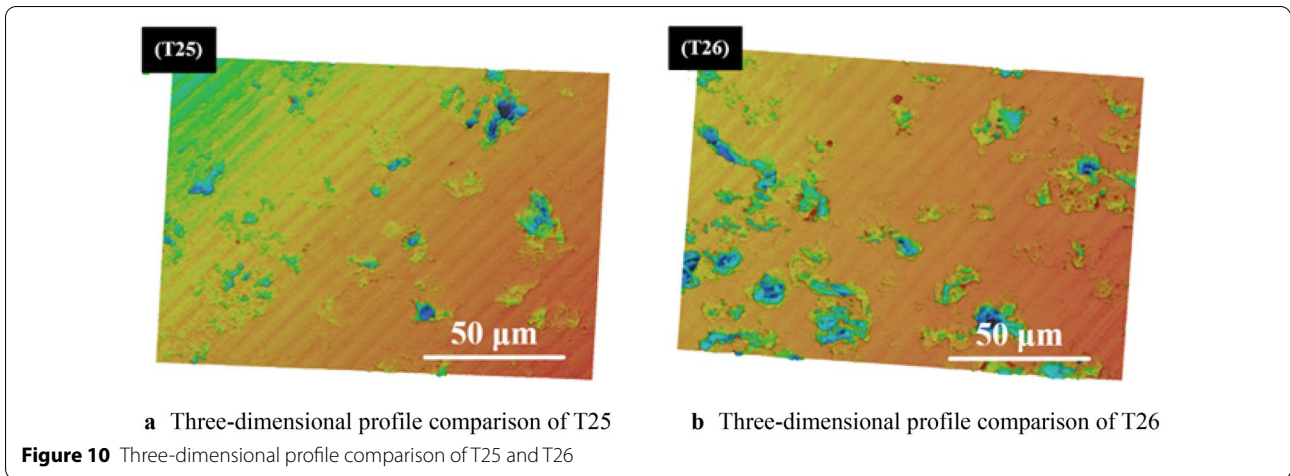 (T25)
(T26)
50 μm
50 μm
a Three-dimensional profile comparison of T25
b Three-dimensional profile comparison of T26
Figure 10 Three-dimensional profile comparison of T25 and T26